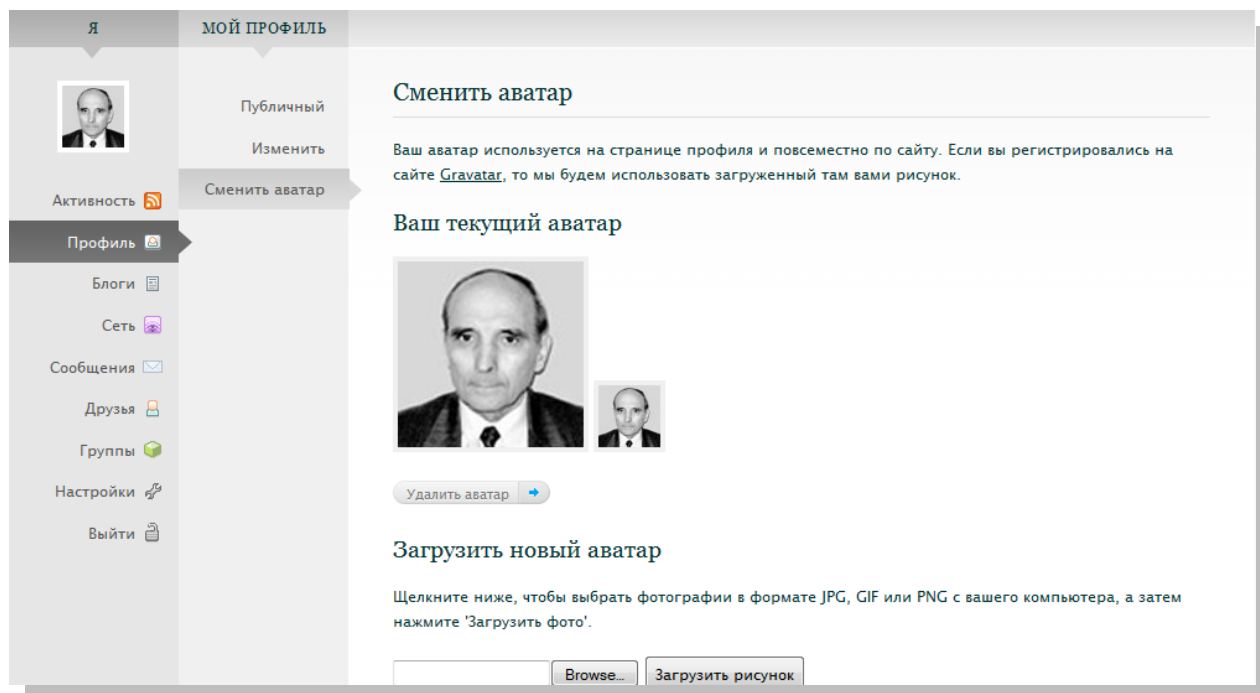 Я
МОЙ ПРОФИЛЬ
Активность
Профиль
Блоги
Сеть
Сообщения
Друзья
Группы
Настройки
Выйти
Публичный
Изменить
Сменить аватар
Сменить аватар
Ваш аватар используется на странице профиля и повсеместно по сайту. Если вы регистрировались на
сайте Gravatar, то мы будем использовать загруженный там вами рисунок.
Ваш текущий аватар
Удалить аватар
Загрузить новый аватар
Щелкните ниже, чтобы выбрать фотографии в формате JPG, GIF или PNG с вашего компьютера, а затем
нажмите 'Загрузить фото'.
Browse... Загрузить рисунок